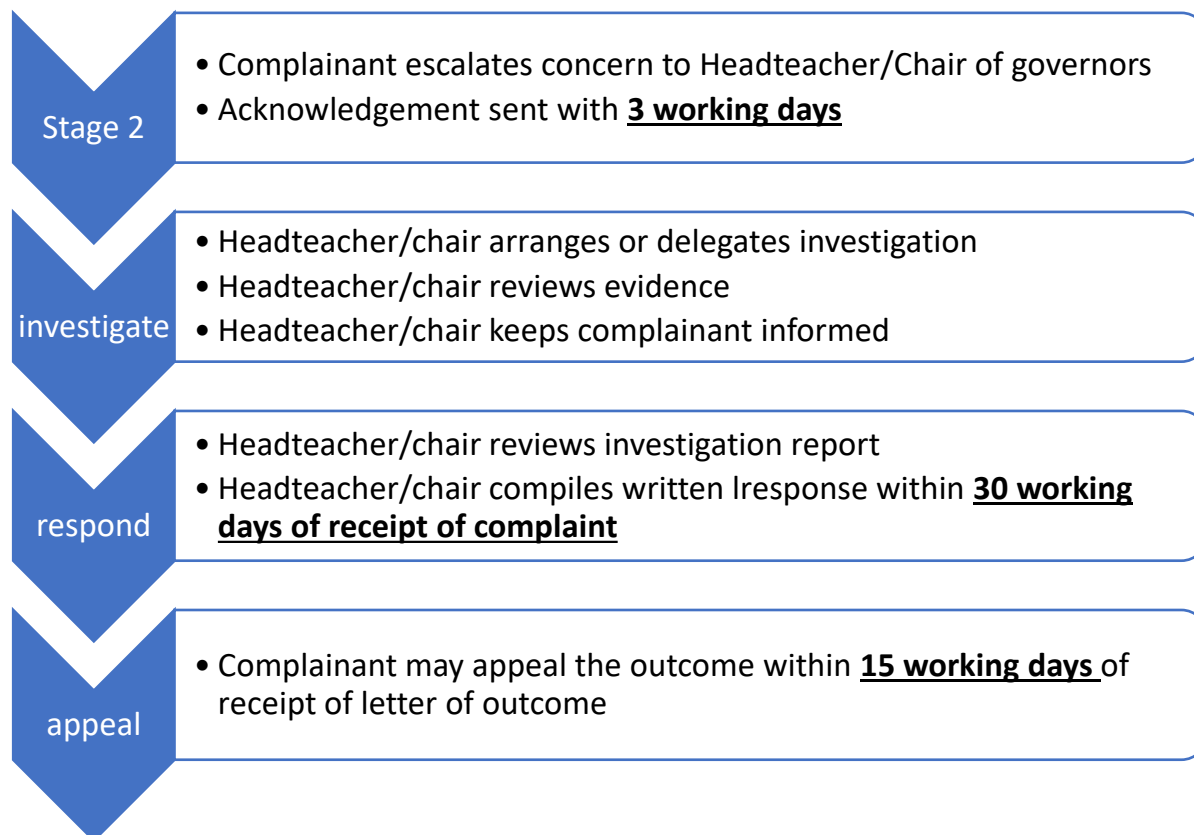 Stage 2
• Complainant escalates concern to Headteacher/Chair of governors
• Acknowledgement sent with 3 working days
investigate
• Headteacher/chair arranges or delegates investigation
• Headteacher/chair reviews evidence
• Headteacher/chair keeps complainant informed
respond
• Headteacher/chair reviews investigation report
• Headteacher/chair compiles written lresponse within 30 working
days of receipt of complaint
appeal
• Complainant may appeal the outcome within 15 working days of
receipt of letter of outcome